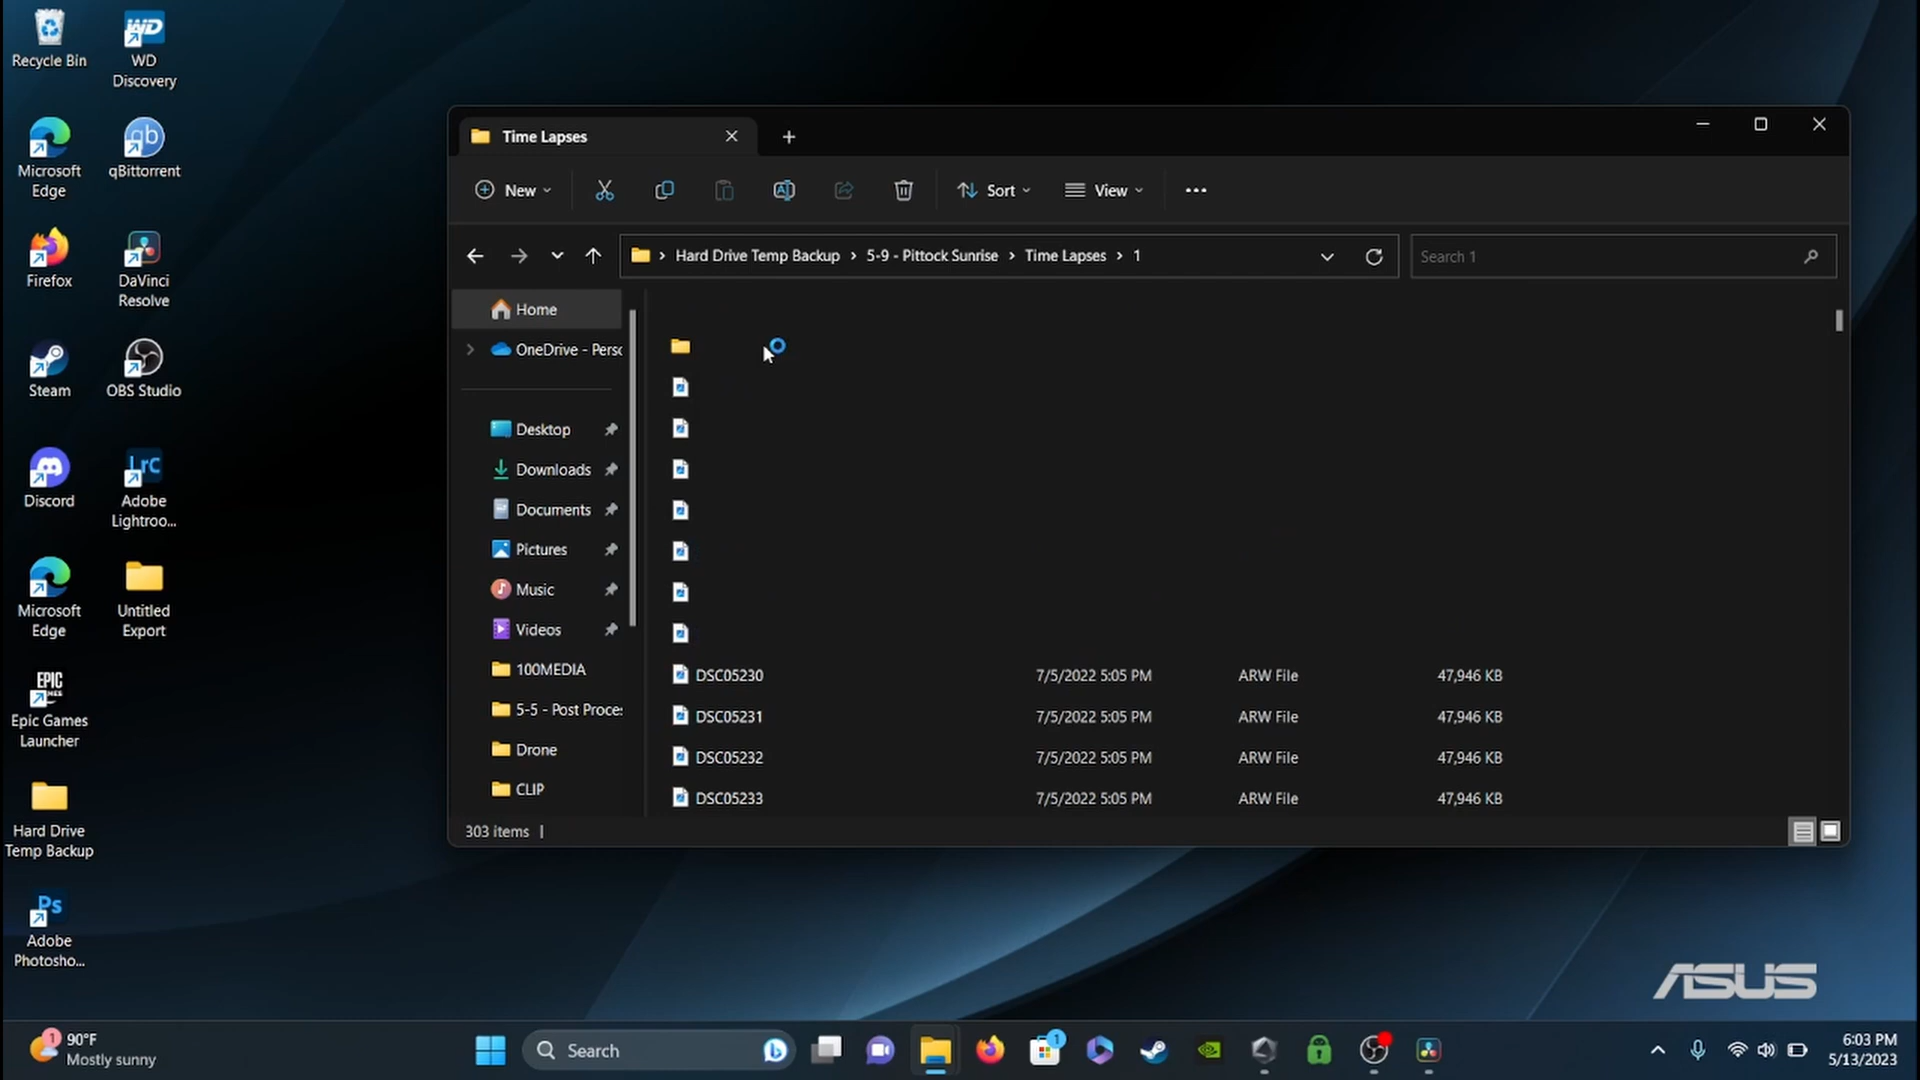 Recycle Bin
WD
Discovery
Microsoft
Edge
qBittorrent
Firefox
DaVinci
Resolve
Steam
OBS Studio
Discord
LrC
Adobe
Lightroo...
Microsoft
Edge
Untitled
Export
EPIC
GAMES
Epic Games
Launcher
Hard Drive
Temp Backup
Ps
Adobe
Photosho...
Time Lapses
New
Sort
View
Hard Drive Temp Backup > 5-9 - Pittock Sunrise > Time Lapses > 1
Search 1
Home
OneDrive - Perso
Desktop
Downloads
Documents
Pictures
Music
Videos
100MEDIA
5-5 - Post Proces
Drone
CLIP
DSC05230 7/5/2022 5:05 PM ARW File 47,946 KB
DSC05231 7/5/2022 5:05 PM ARW File 47,946 KB
DSC05232 7/5/2022 5:05 PM ARW File 47,946 KB
DSC05233 7/5/2022 5:05 PM ARW File 47,946 KB
303 items
ASUS
1
90°F
Mostly sunny
Search
1
6:03 PM
5/13/2023